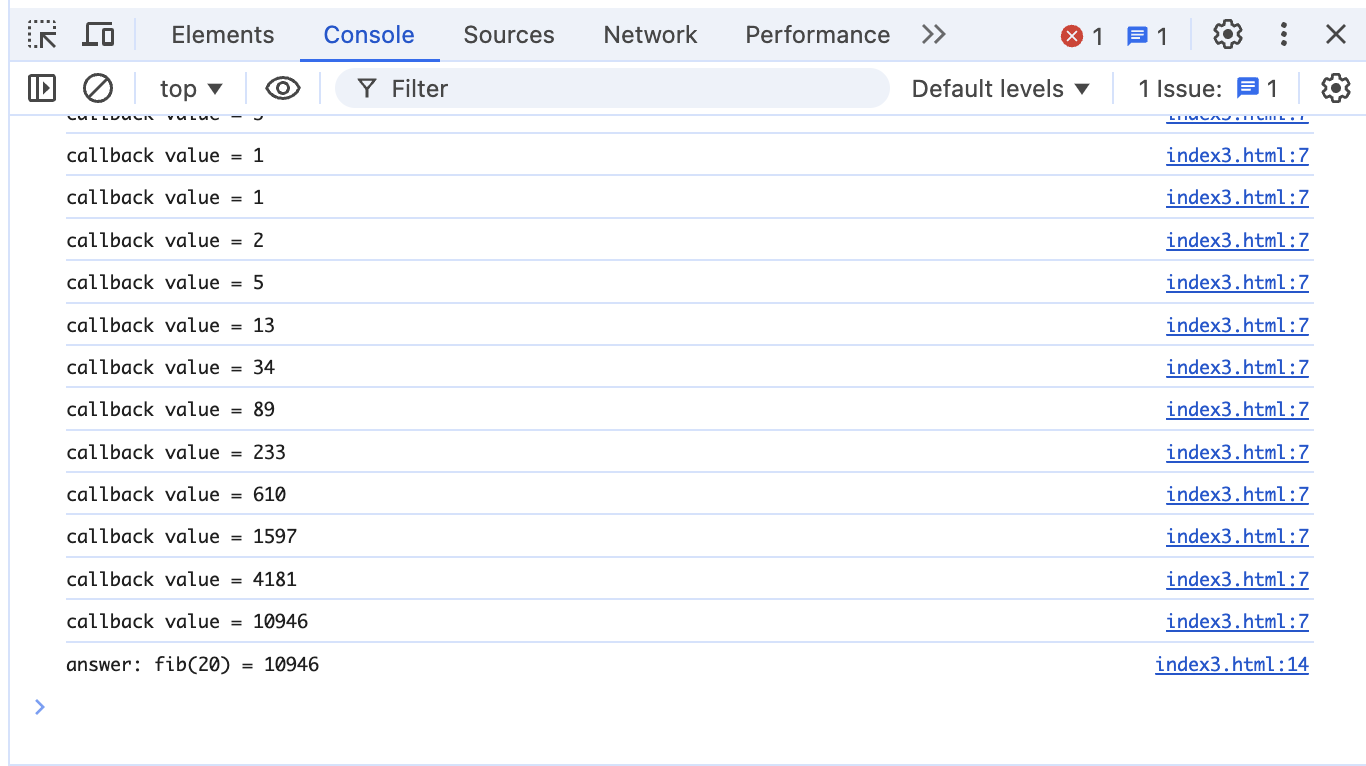 Elements Console Sources Network Performance 1 1
top Filter Default levels 1 Issue: 1
callback value = index3.html:7
callback value = 1 index3.html:7
callback value = 1 index3.html:7
callback value = 2 index3.html:7
callback value = 5 index3.html:7
callback value = 13 index3.html:7
callback value = 34 index3.html:7
callback value = 89 index3.html:7
callback value = 233 index3.html:7
callback value = 610 index3.html:7
callback value = 1597 index3.html:7
callback value = 4181 index3.html:7
callback value = 10946 index3.html:7
answer: fib(20) = 10946 index3.html:14